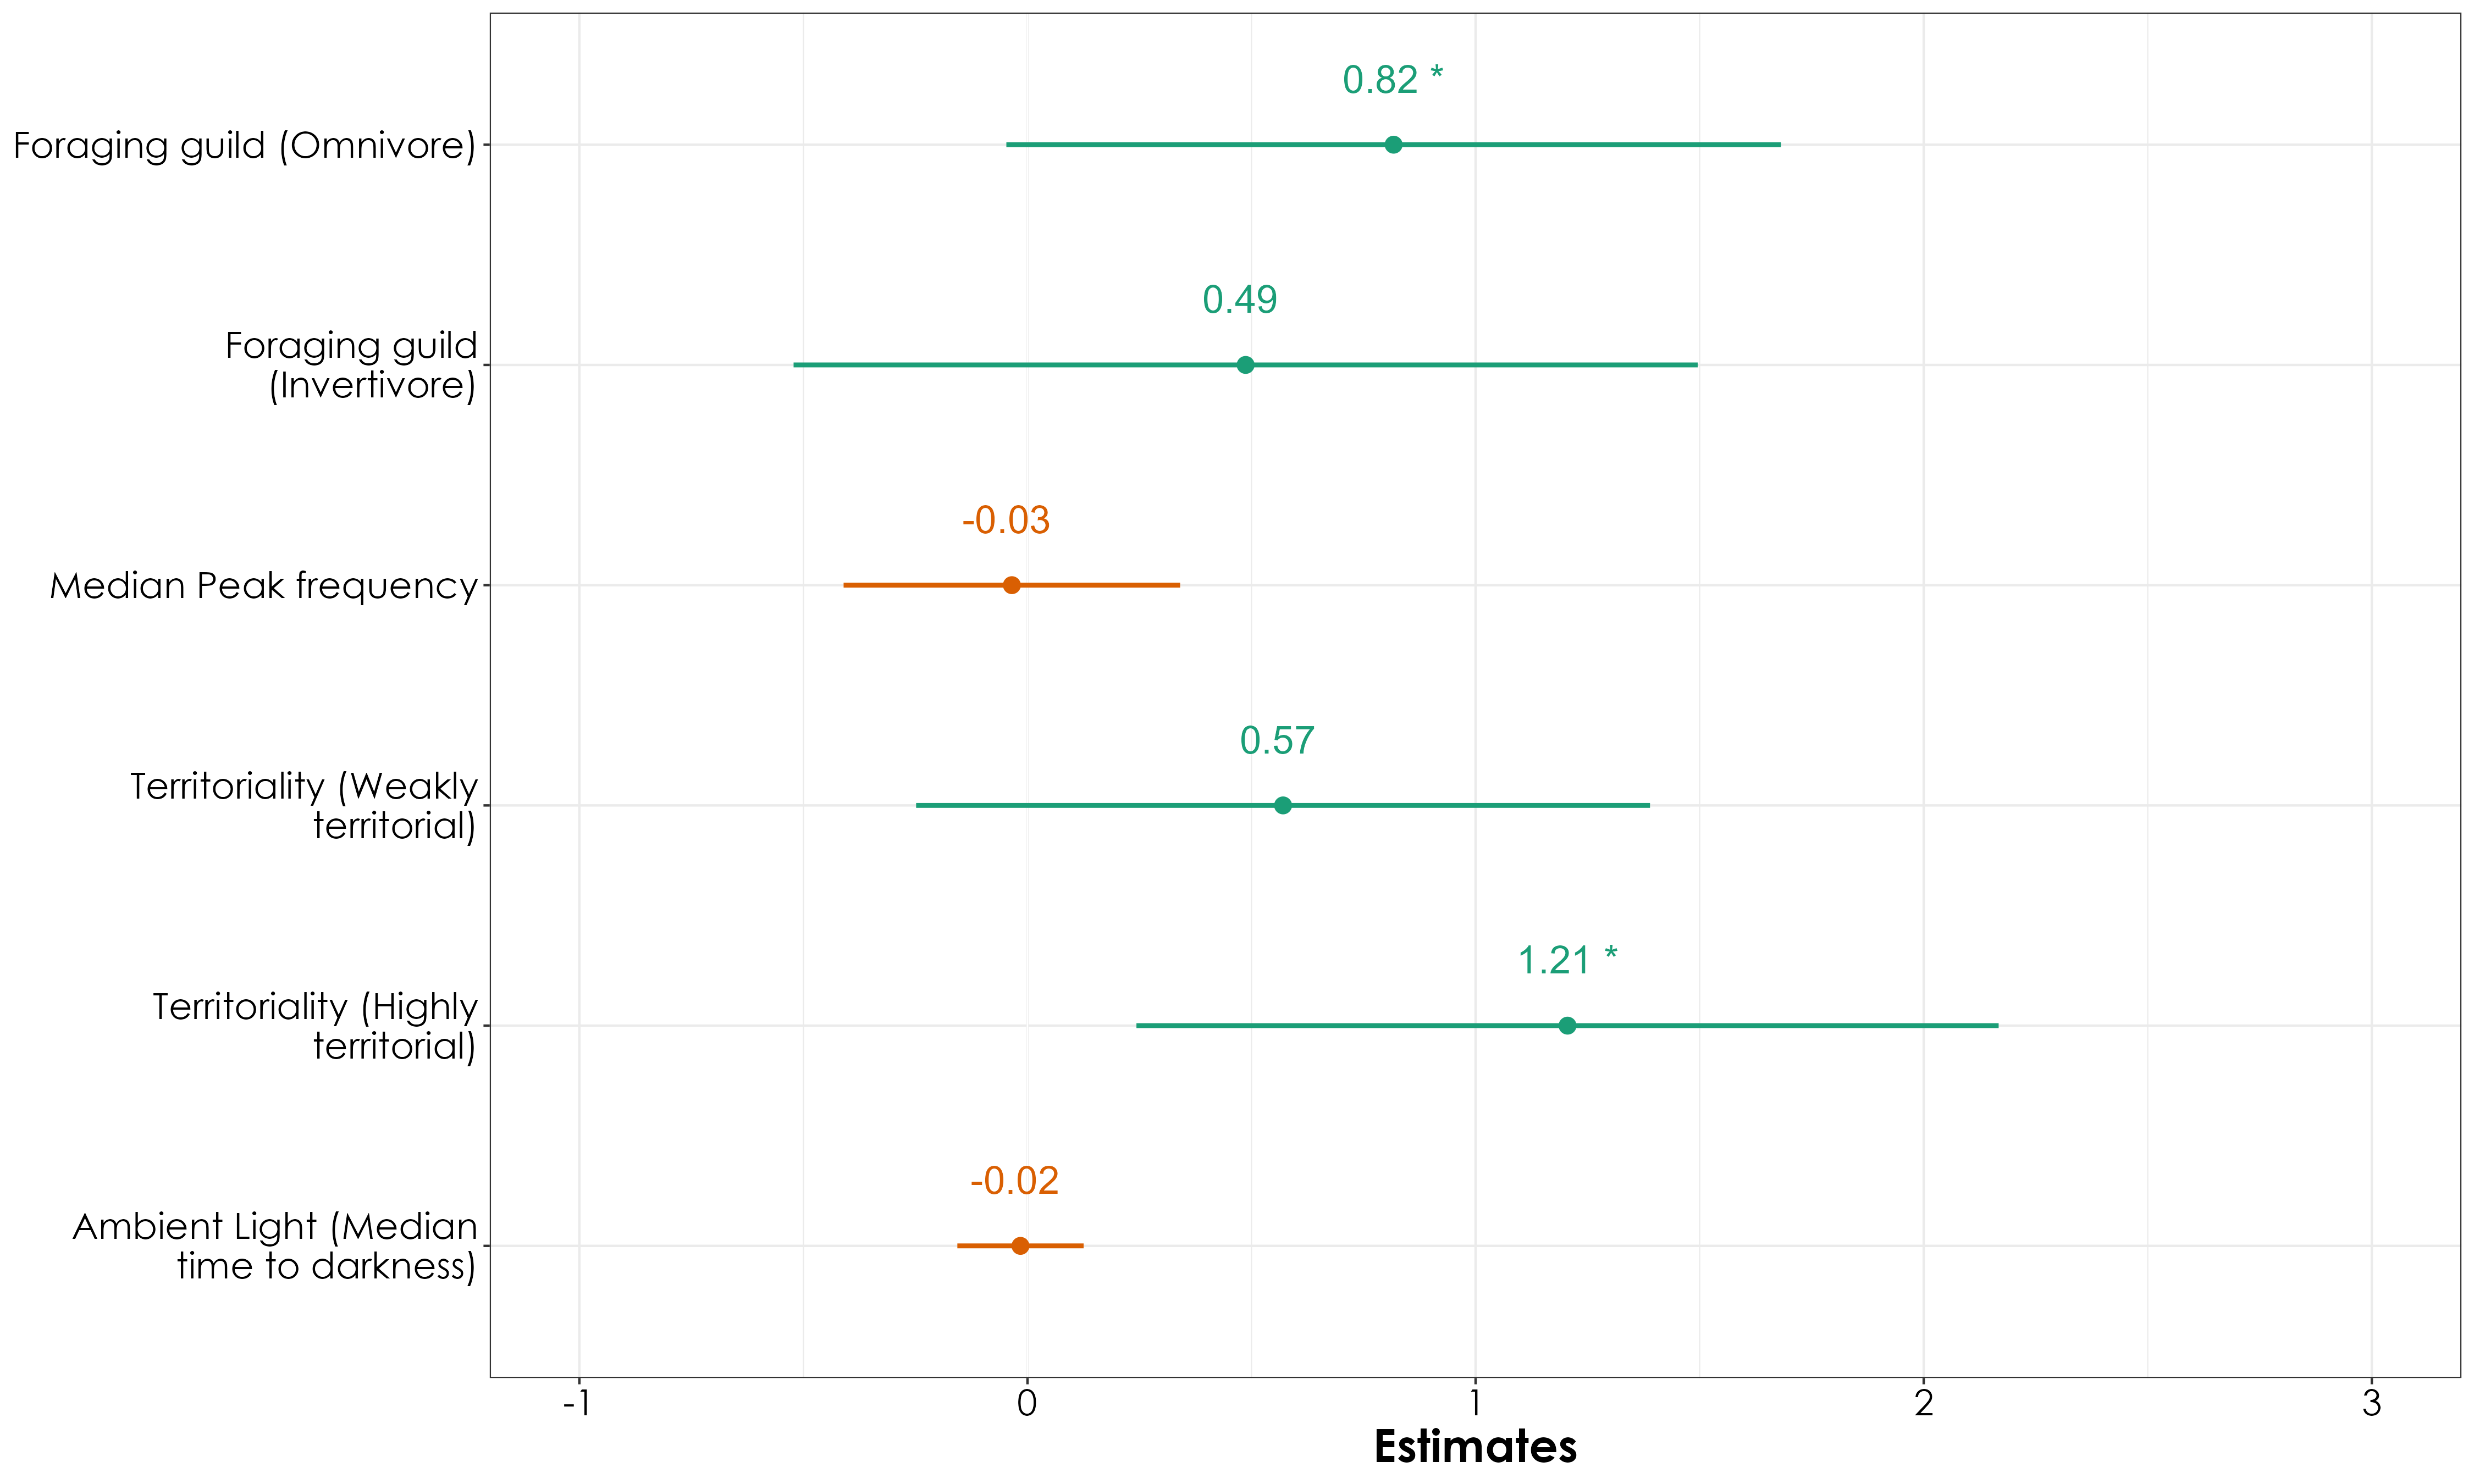 0.82 *
Foraging guild (Omnivore)
0.49
Foraging guild
(Invertivore)
-0.03
Median Peak frequency
0.57
Territoriality (Weakly
territorial)
1.21 *
Territoriality (Highly
territorial)
-0.02
Ambient Light (Median
time to darkness)
-1 0 1 2 3
Estimates